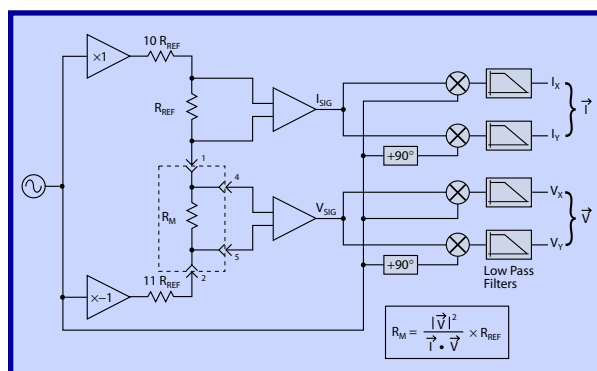 10 R_REF
×1
R_REF
I_SIG
I_X
I_Y
→I
+90°
1
4
R_M
V_SIG
V_X
V_Y
→V
5
2
+90°
11 R_REF
×−1
Low Pass
Filters
R_M = |→V|² / →I • →V × R_REF